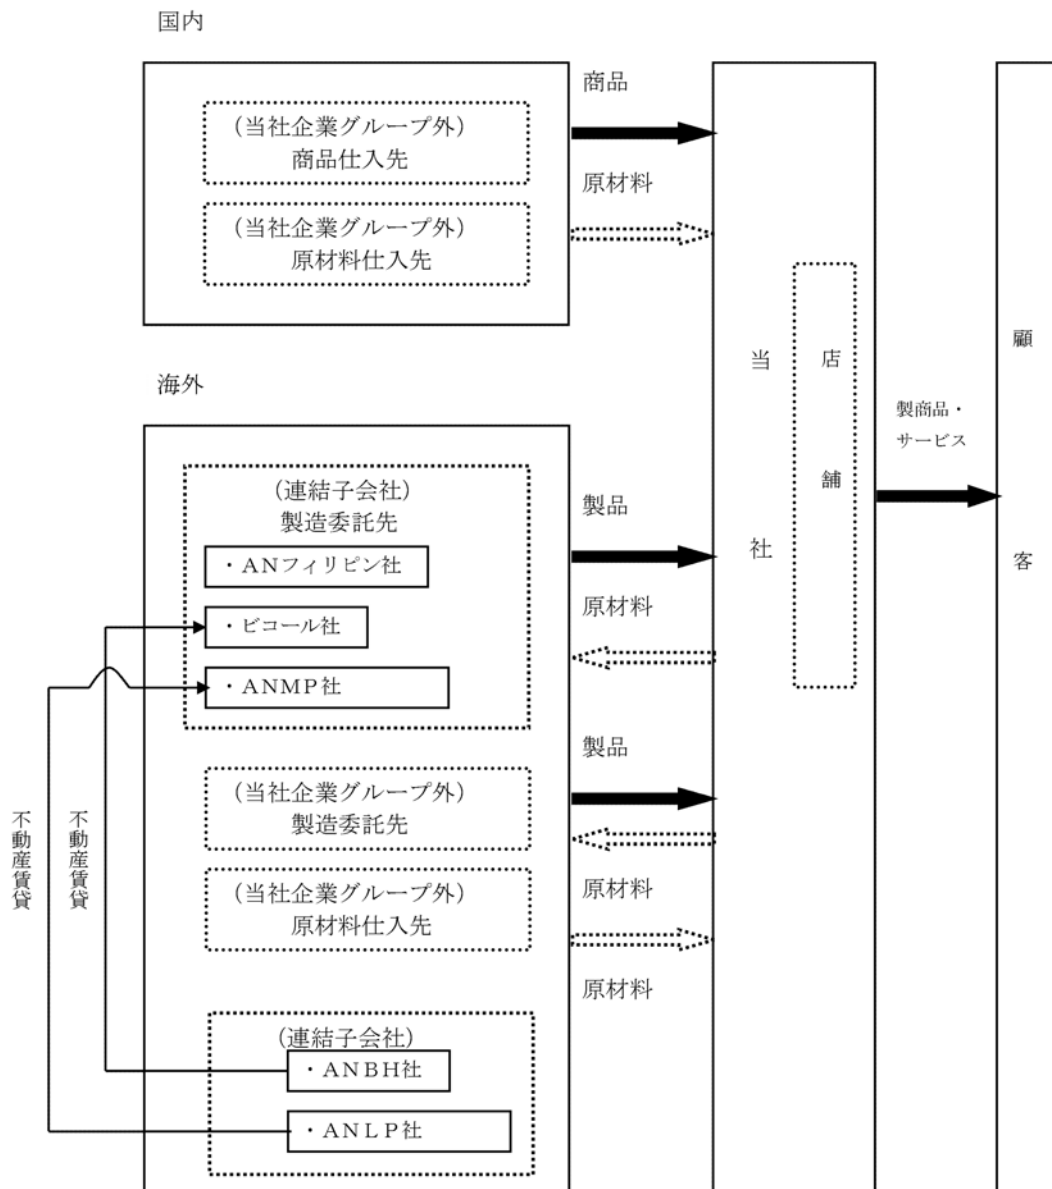 国内
(当社企業グループ外)
商品仕入先
(当社企業グループ外)
原材料仕入先
商品
原材料
海外
(連結子会社)
製造委託先
・ANフィリピン社
・ビコール社
・ANMP社
(当社企業グループ外)
製造委託先
(当社企業グループ外)
原材料仕入先
(連結子会社)
・ANBH社
・ANLP社
不動産賃貸
不動産賃貸
製品
原材料
製品
原材料
原材料
当社
店舗
製商品・
サービス
顧客